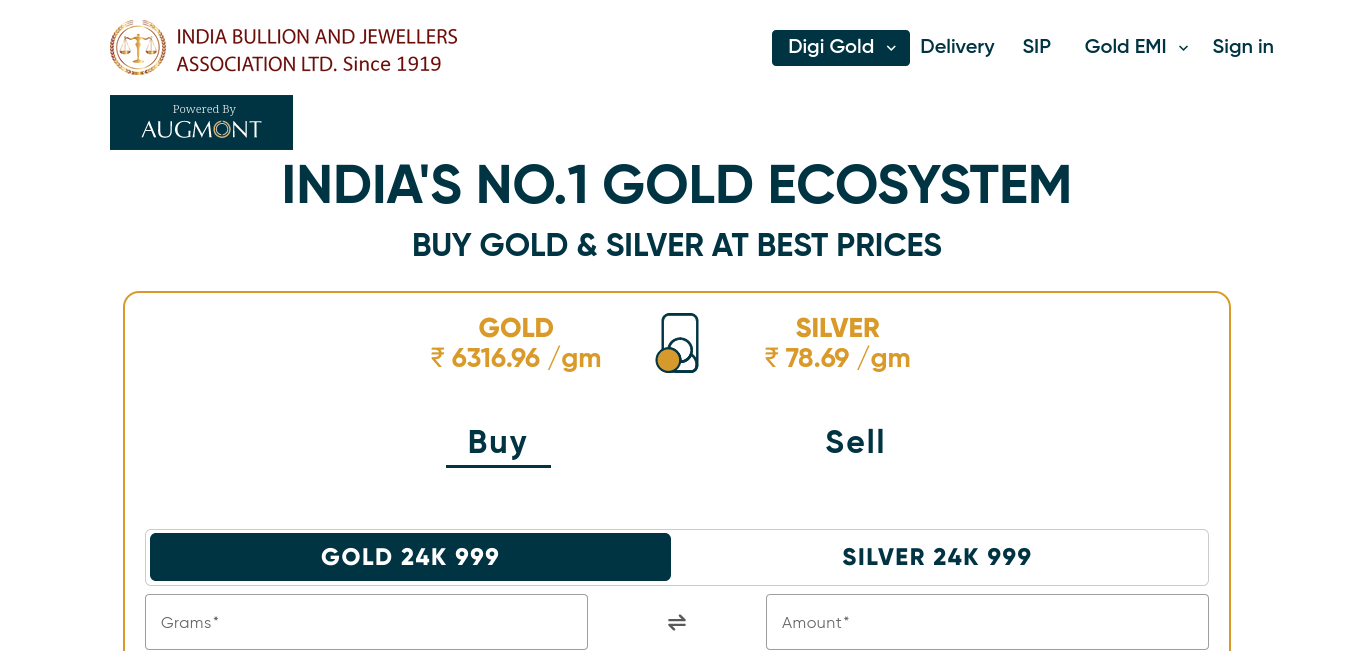 INDIA BULLION AND JEWELLERS
ASSOCIATION LTD. Since 1919
Digi Gold
Delivery
SIP
Gold EMI
Sign in
Powered By
AUGMONT
INDIA'S NO.1 GOLD ECOSYSTEM
BUY GOLD & SILVER AT BEST PRICES
GOLD
₹ 6316.96 /gm
SILVER
₹ 78.69 /gm
Buy
Sell
GOLD 24K 999
SILVER 24K 999
Grams*
⇌
Amount*